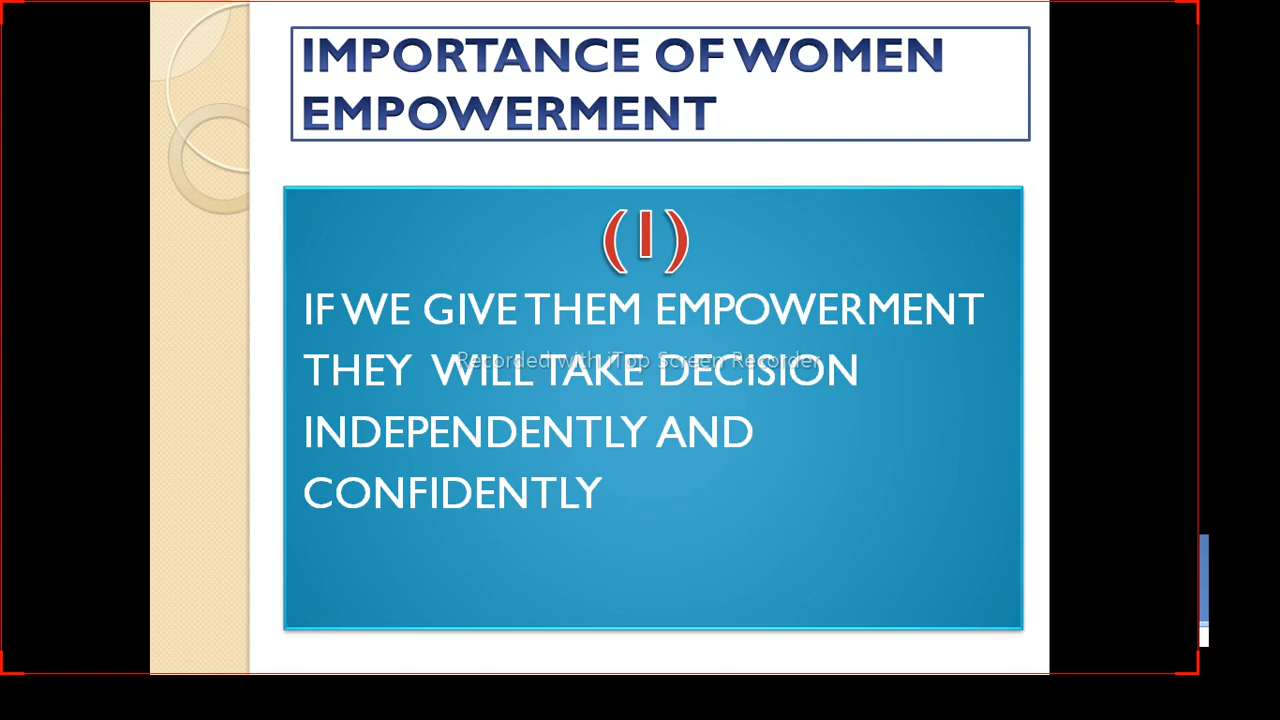 IMPORTANCE OF WOMEN
EMPOWERMENT
(1)
IF WE GIVE THEM EMPOWERMENT
THEY WILL TAKE DECISION
Recorded with iTop Screen Recorder
INDEPENDENTLY AND
CONFIDENTLY